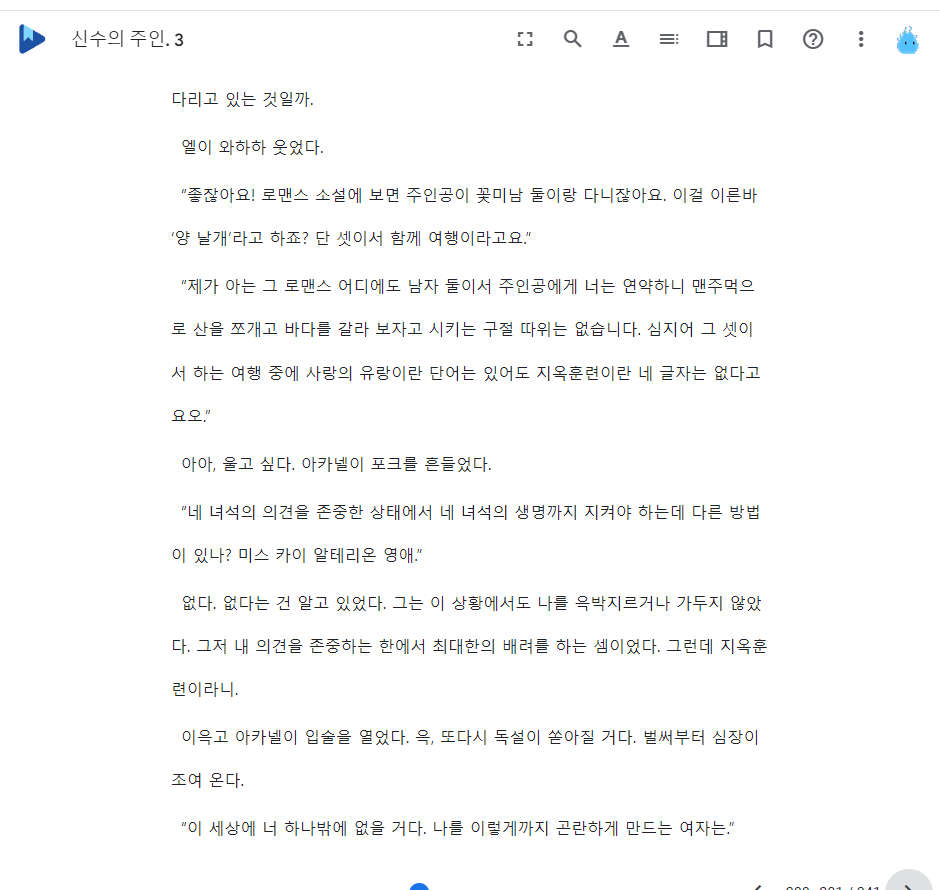 신수의 주인. 3
다리고 있는 것일까.
엘이 와하하 웃었다.
"좋잖아요! 로맨스 소설에 보면 주인공이 꽃미남 둘이랑 다니잖아요. 이걸 이른바
'양 날개'라고 하죠? 단 셋이서 함께 여행이라고요."
"제가 아는 그 로맨스 어디에도 남자 둘이서 주인공에게 너는 연약하니 맨주먹으
로 산을 쪼개고 바다를 갈라 보자고 시키는 구절 따위는 없습니다. 심지어 그 셋이
서 하는 여행 중에 사랑의 유랑이란 단어는 있어도 지옥훈련이란 네 글자는 없다고
요오."
아아, 울고 싶다. 아카넬이 포크를 흔들었다.
"네 녀석의 의견을 존중한 상태에서 네 녀석의 생명까지 지켜야 하는데 다른 방법
이 있나? 미스 카이 알테리온 영애."
없다. 없다는 건 알고 있었다. 그는 이 상황에서도 나를 윽박지르거나 가두지 않았
다. 그저 내 의견을 존중하는 한에서 최대한의 배려를 하는 셈이었다. 그런데 지옥훈
련이라니.
이윽고 아카넬이 입술을 열었다. 윽, 또다시 독설이 쏟아질 거다. 벌써부터 심장이
조여 온다.
"이 세상에 너 하나밖에 없을 거다. 나를 이렇게까지 곤란하게 만드는 여자는."